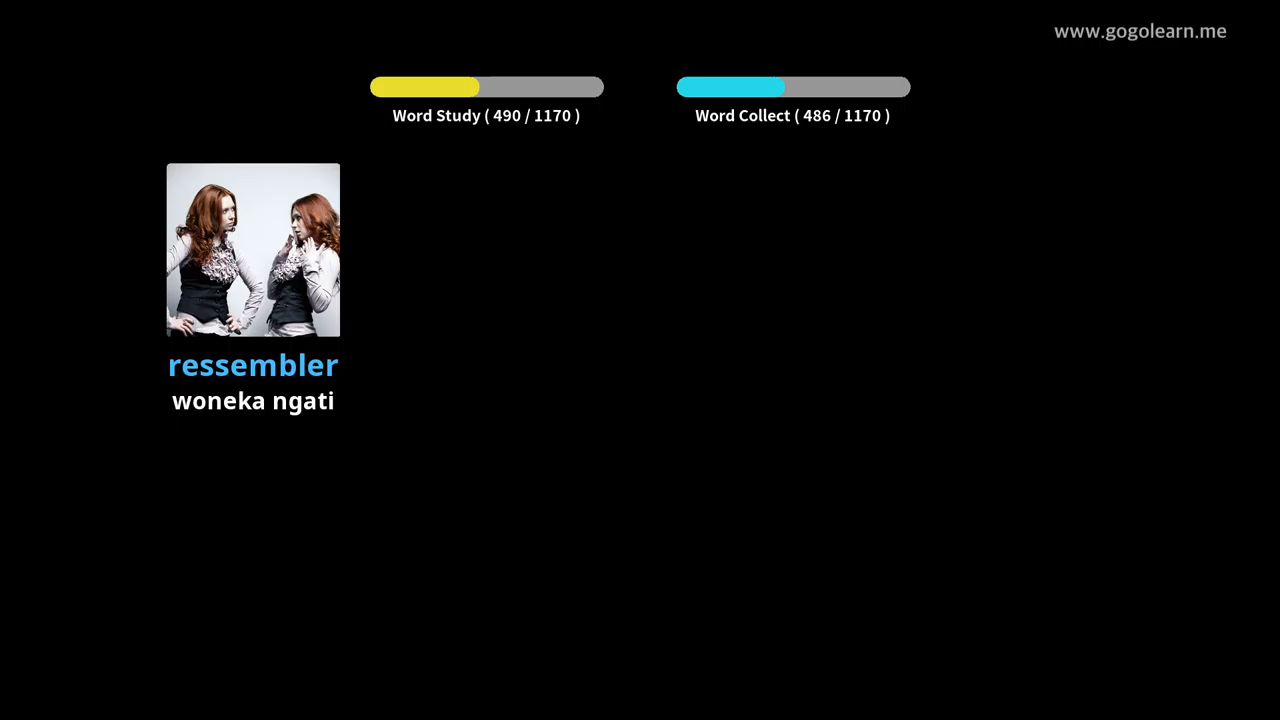 www.gogolearn.me
Word Study ( 490 / 1170 )
Word Collect ( 486 / 1170 )
ressembler
woneka ngati